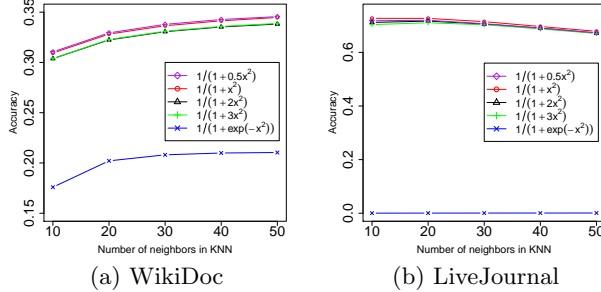 0.35
0.30
0.25
0.20
0.15
Accuracy
1/(1+0.5x²)
1/(1+x²)
1/(1+2x²)
1/(1+3x²)
1/(1+exp(−x²))
10 20 30 40 50
Number of neighbors in KNN
(a) WikiDoc
0.6
0.4
0.2
0.0
Accuracy
1/(1+0.5x²)
1/(1+x²)
1/(1+2x²)
1/(1+3x²)
1/(1+exp(−x²))
10 20 30 40 50
Number of neighbors in KNN
(b) LiveJournal